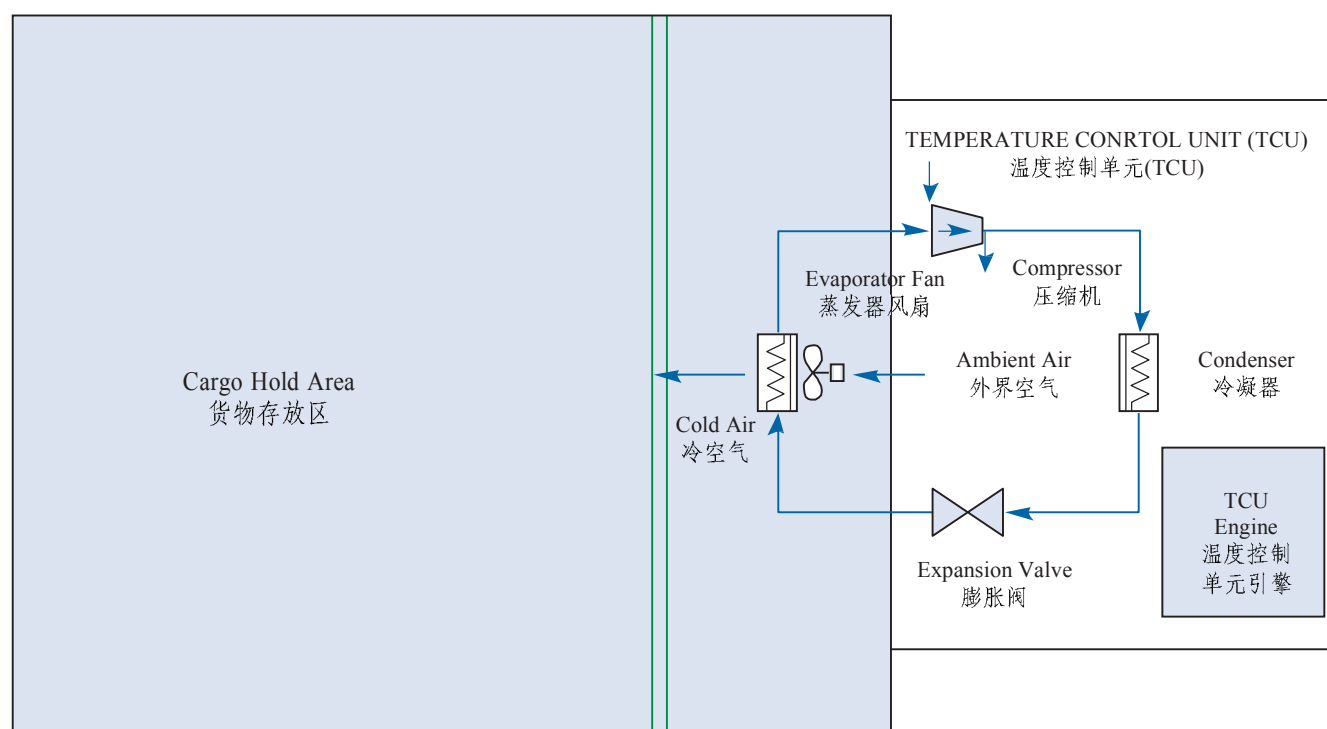 TEMPERATURE CONRTOL UNIT (TCU)
温度控制单元(TCU)
Evaporator Fan
蒸发器风扇
Compressor
压缩机
Cargo Hold Area
货物存放区
Cold Air
冷空气
Ambient Air
外界空气
Condenser
冷凝器
Expansion Valve
膨胀阀
TCU
Engine
温度控制
单元引擎